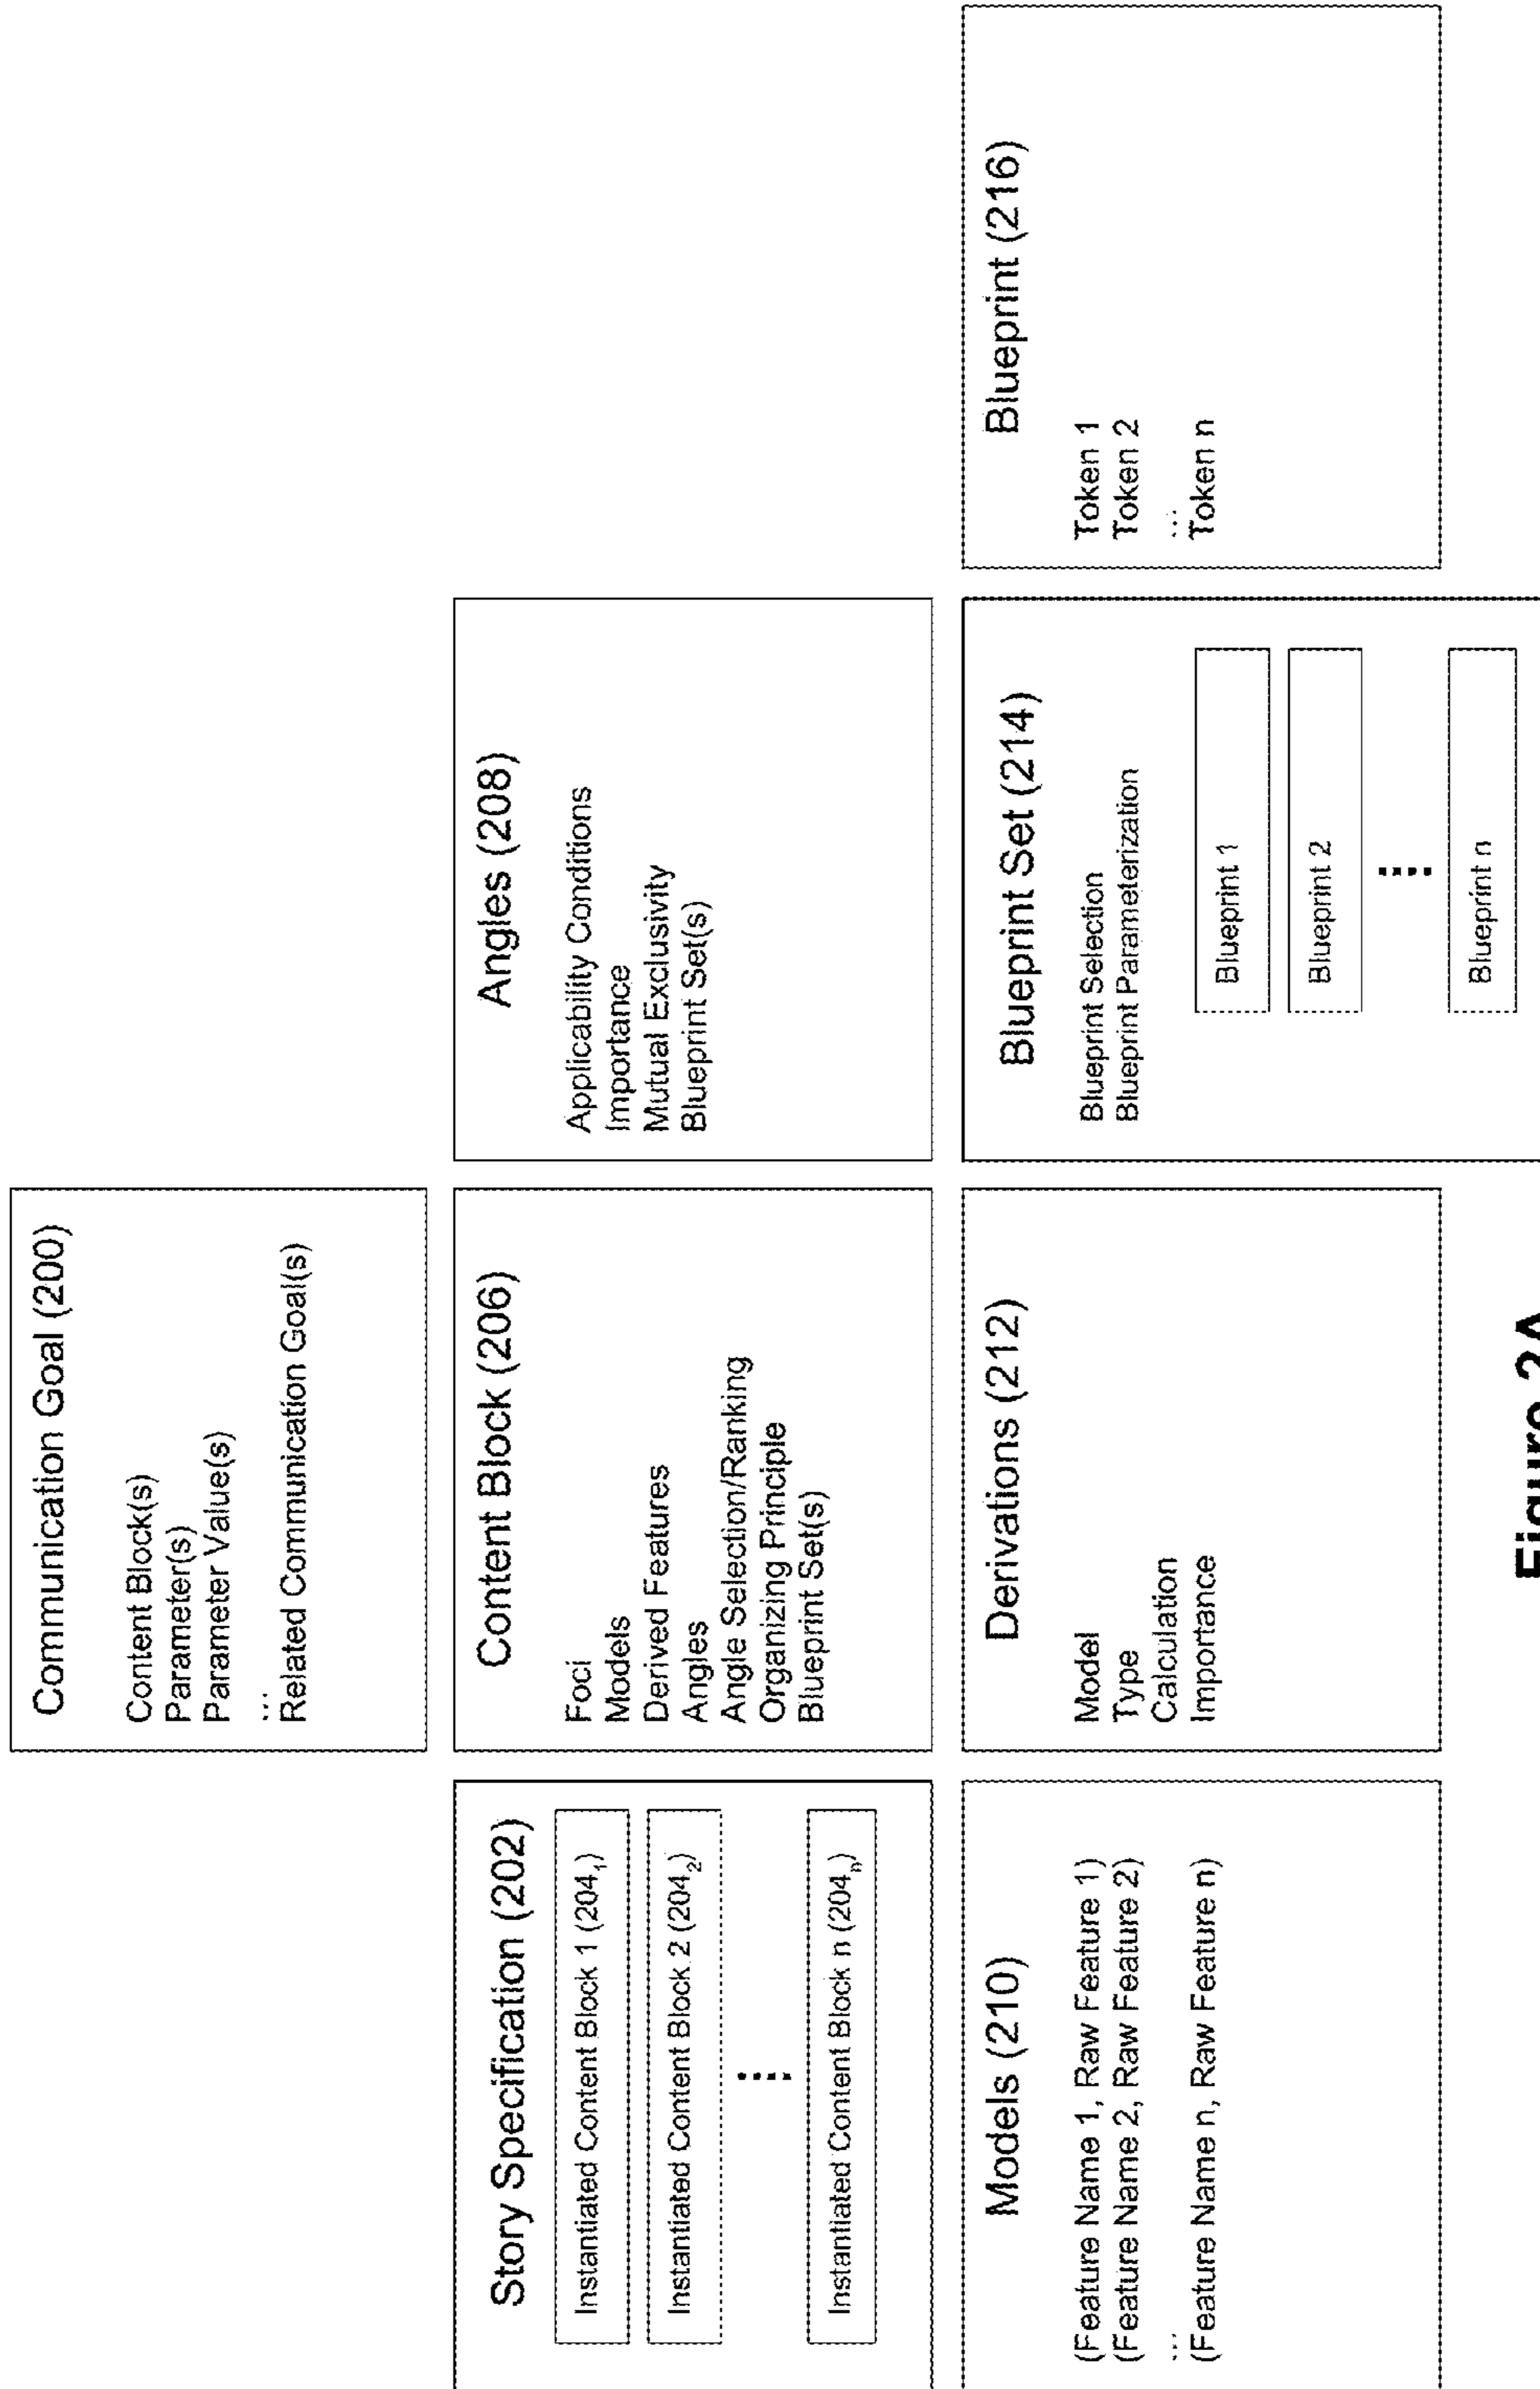 Communication Goal (200)
Content Block(s)
Parameter(s)
Parameter Value(s)
...
Related Communication Goal(s)
Story Specification (202)
Instantiated Content Block 1 (204₁)
Instantiated Content Block 2 (204₂)
Instantiated Content Block n (204ₙ)
Content Block (206)
Foci
Models
Derived Features
Angles
Angle Selection/Ranking
Organizing Principle
Blueprint Set(s)
Angles (208)
Applicability Conditions
Importance
Mutual Exclusivity
Blueprint Set(s)
Models (210)
(Feature Name 1, Raw Feature 1)
(Feature Name 2, Raw Feature 2)
...
(Feature Name n, Raw Feature n)
Derivations (212)
Model
Type
Calculation
Importance
Blueprint Set (214)
Blueprint Selection
Blueprint Parameterization
Blueprint 1
Blueprint 2
Blueprint n
Blueprint (216)
Token 1
Token 2
...
Token n
Figure 2A